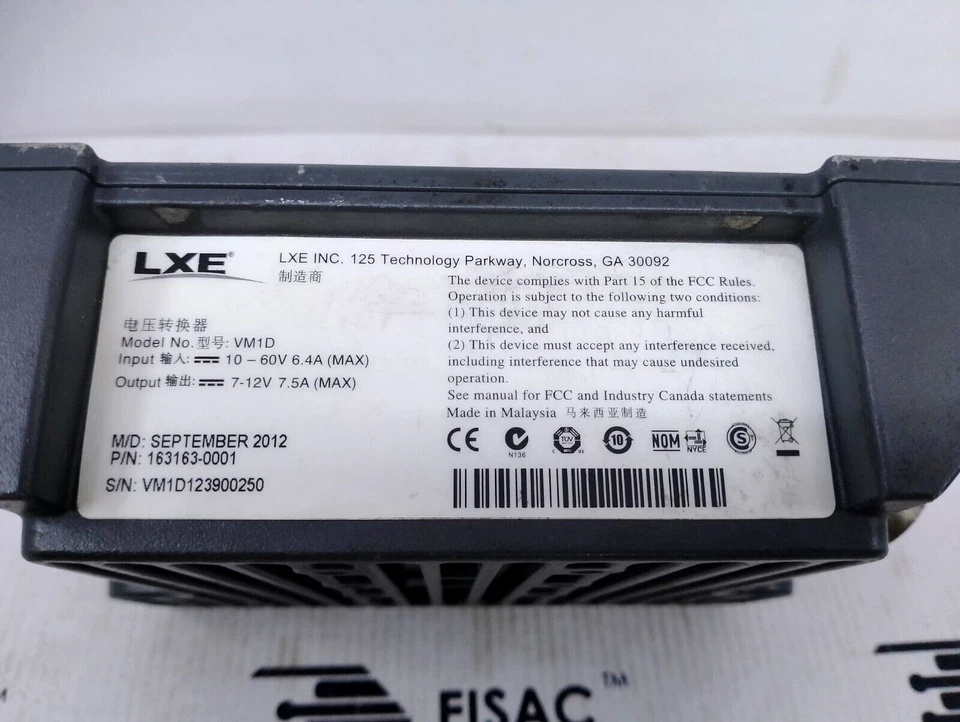 LXE®
LXE INC. 125 Technology Parkway, Norcross, GA 30092
制造商
The device complies with Part 15 of the FCC Rules.
Operation is subject to the following two conditions:
(1) This device may not cause any harmful
interference, and
(2) This device must accept any interference received,
including interference that may cause undesired
operation.
See manual for FCC and Industry Canada statements
Made in Malaysia 马来西亚制造
电压转换器
Model No. 型号: VM1D
Input 输入: 10 – 60V 6.4A (MAX)
Output 输出: 7-12V 7.5A (MAX)
M/D: SEPTEMBER 2012
P/N: 163163-0001
S/N: VM1D123900250
CE
N136
TUV
10
NOM
NYCE
S
EISAC™